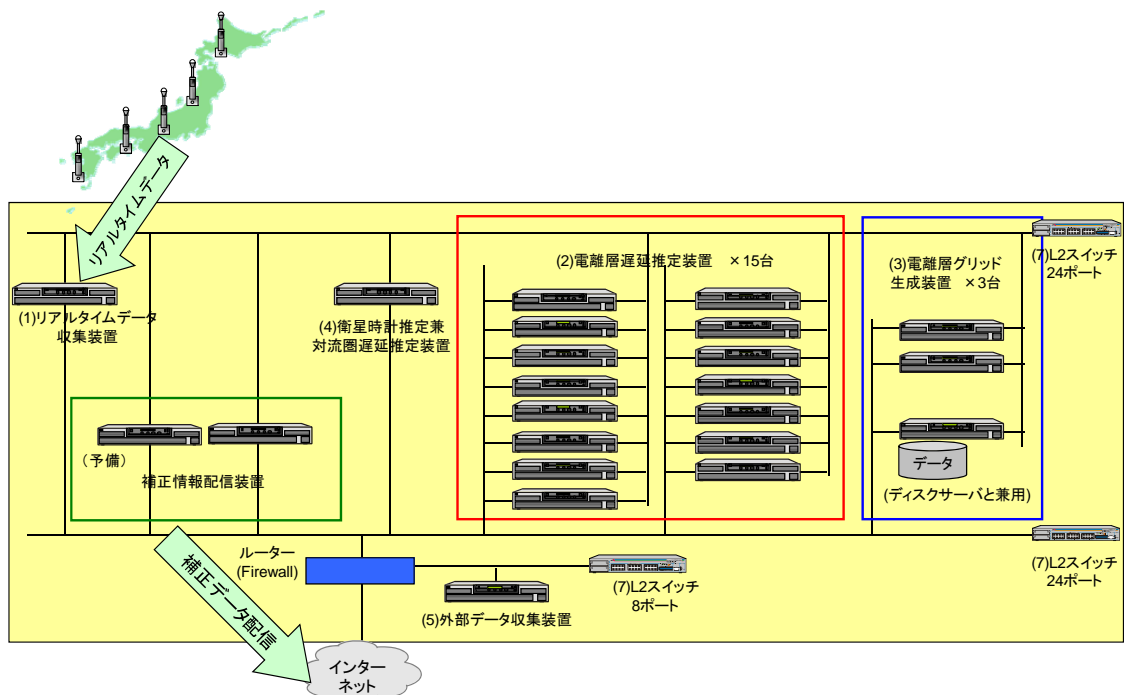 リアルタイムデータ
(7)L2スイッチ
24ポート
(2)電離層遅延推定装置　×15台
(3)電離層グリッド
生成装置　×3台
(1)リアルタイムデータ
収集装置
(4)衛星時計推定兼
対流圏遅延推定装置
（予備）
補正情報配信装置
データ
(ディスクサーバと兼用)
補正データ配信
ルーター
(Firewall)
(7)L2スイッチ
8ポート
(7)L2スイッチ
24ポート
(5)外部データ収集装置
インター
ネット